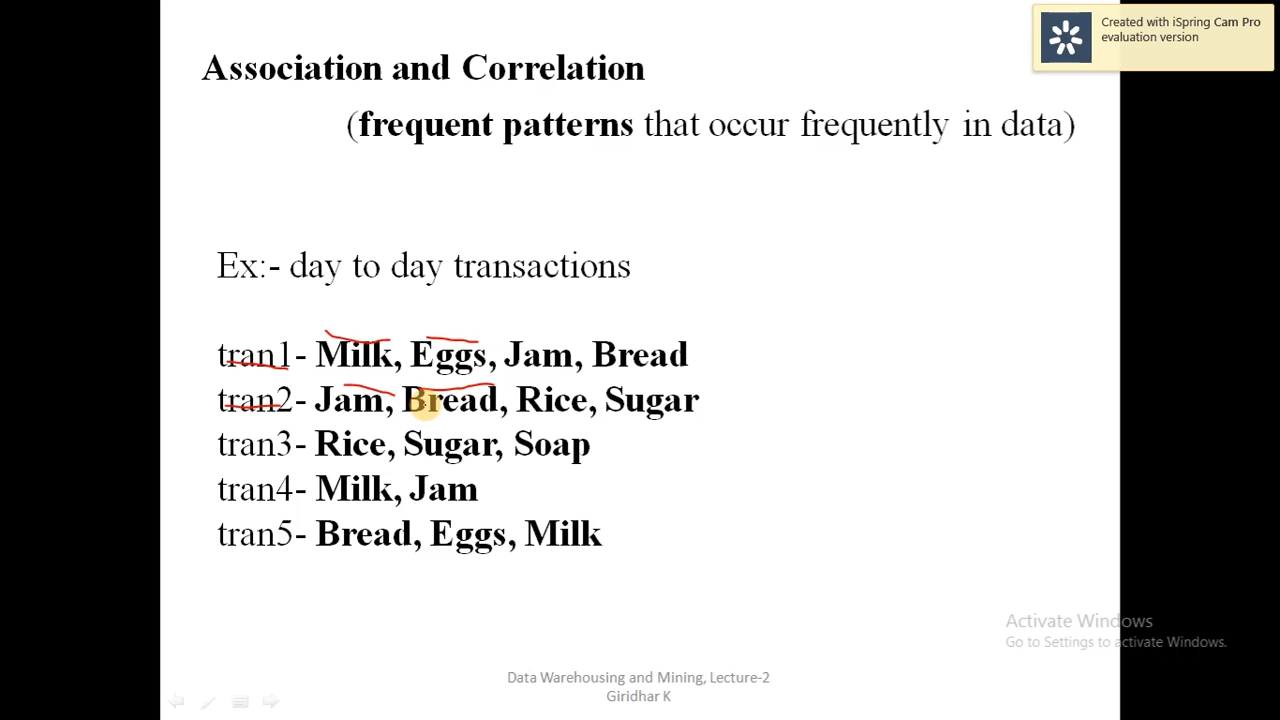 Created with iSpring Cam Pro
evaluation version
Association and Correlation
(frequent patterns that occur frequently in data)
Ex:- day to day transactions
tran1- Milk, Eggs, Jam, Bread
tran2- Jam, Bread, Rice, Sugar
tran3- Rice, Sugar, Soap
tran4- Milk, Jam
tran5- Bread, Eggs, Milk
Activate Windows
Go to Settings to activate Windows.
Data Warehousing and Mining, Lecture-2
Giridhar K